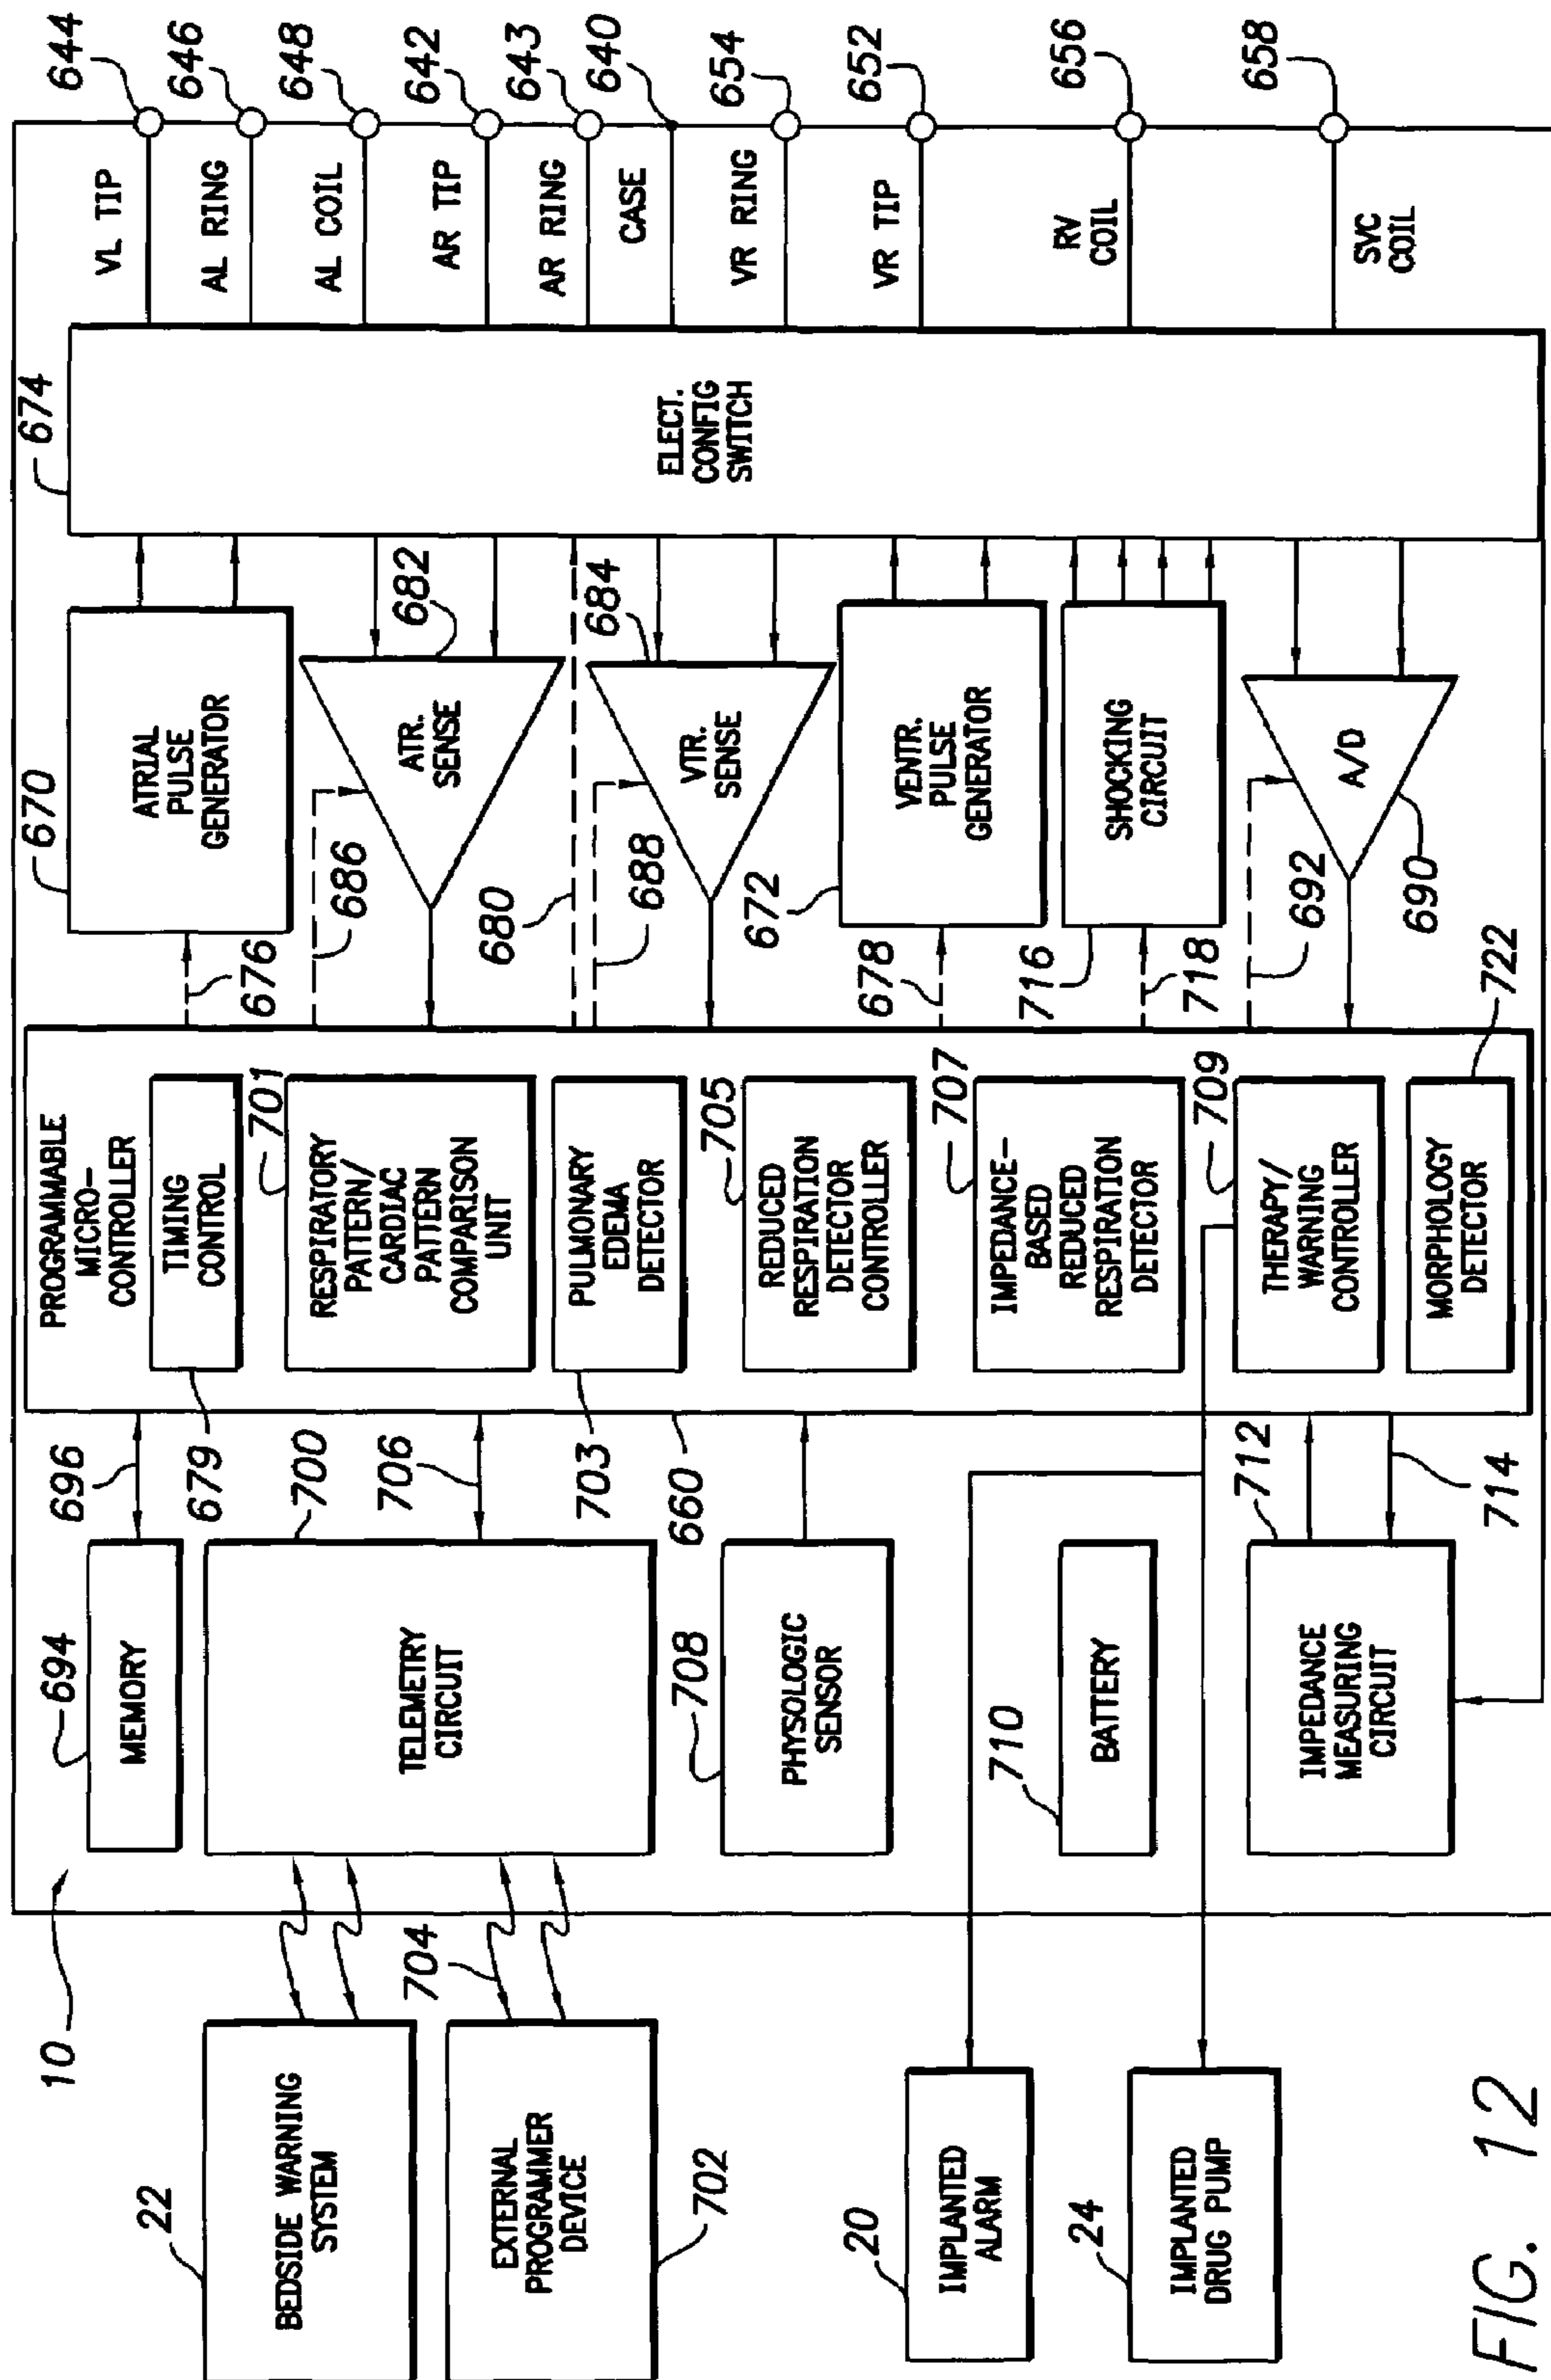 10
22
BEDSIDE WARNING
SYSTEM
704
EXTERNAL
PROGRAMMER
DEVICE
702
20
IMPLANTED
ALARM
24
IMPLANTED
DRUG PUMP
694
MEMORY
696
679
700
TELEMETRY
CIRCUIT
706
703
660
708
PHYSOLOGIC
SENSOR
710
BATTERY
712
IMPEDANCE
MEASURING
CIRCUIT
714
PROGRAMMABLE
MICRO-
CONTROLLER
TIMING
CONTROL
701
RESPIRATORY
PATTERN/
CARDIAC
PATTERN
COMPARISON
UNIT
PULMONARY
EDEMA
DETECTOR
705
REDUCED
RESPIRATION
DETECTOR
CONTROLLER
707
IMPEDANCE-
BASED
REDUCED
RESPIRATION
DETECTOR
709
THERAPY/
WARNING
CONTROLLER
MORPHOLOGY
DETECTOR
722
670
ATRIAL
PULSE
GENERATOR
676
686
ATR.
SENSE
682
680
684
688
VTR.
SENSE
672
VENTR.
PULSE
GENERATOR
678
716
SHOCKING
CIRCUIT
718
692
A/D
690
674
ELECT.
CONFIG
SWITCH
VL TIP
644
AL RING
646
AL COIL
648
AR TIP
642
AR RING
643
CASE
640
VR RING
654
VR TIP
652
RV
COIL
656
SVC
COIL
658
FIG. 12